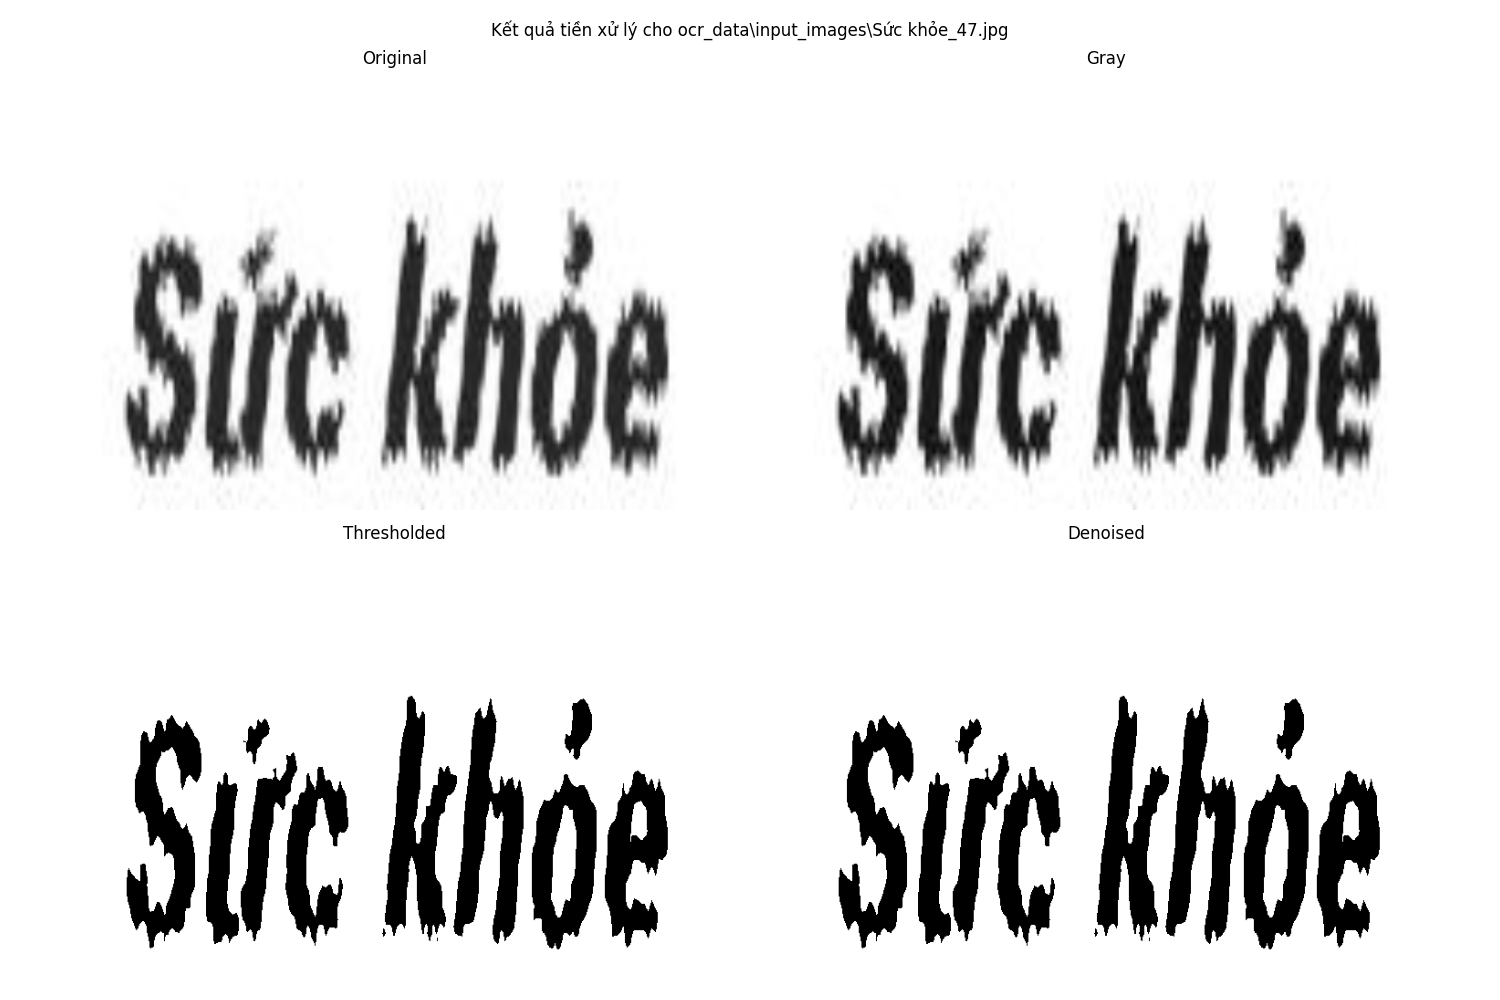 Kết quả tiền xử lý cho ocr_data\input_images\Sức khỏe_47.jpg
Original
Gray
Sức khỏe
Sức khỏe
Thresholded
Denoised
Sức khỏe
Sức khỏe